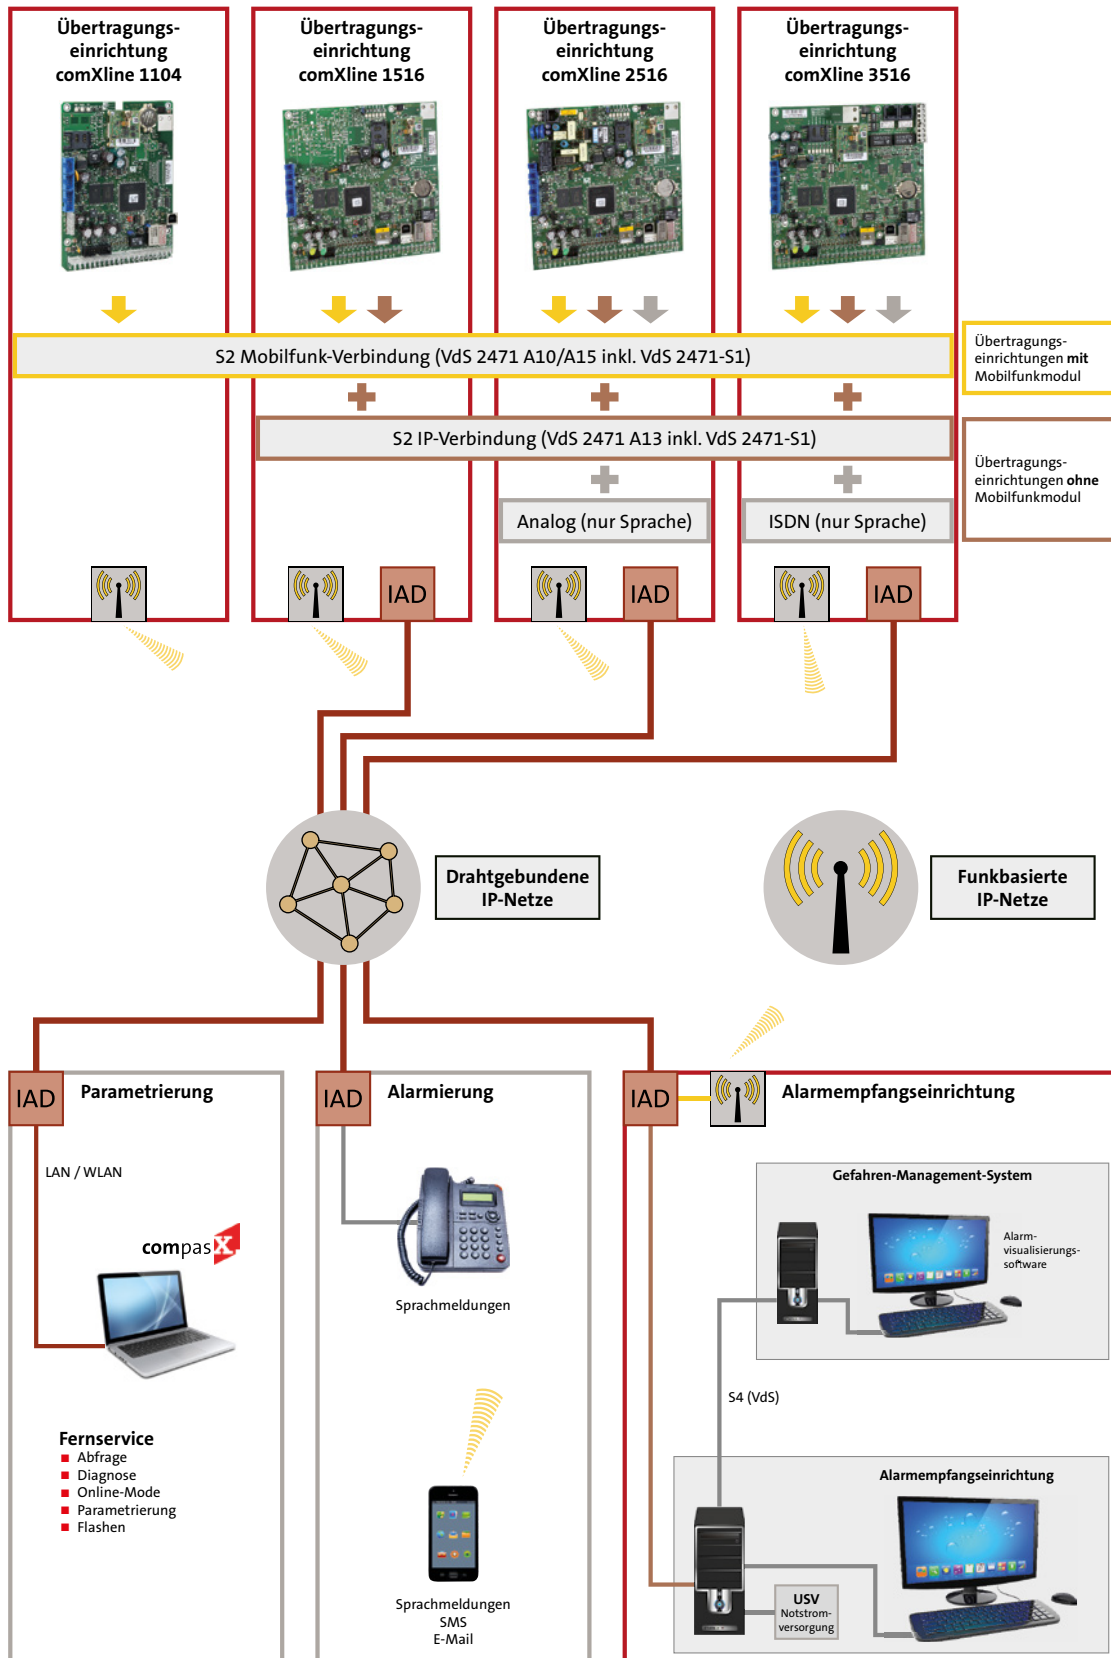 Übertragungs-
einrichtung
comXline 1104
Übertragungs-
einrichtung
comXline 1516
Übertragungs-
einrichtung
comXline 2516
Übertragungs-
einrichtung
comXline 3516
S2 Mobilfunk-Verbindung (VdS 2471 A10/A15 inkl. VdS 2471-S1)
Übertragungs-
einrichtungen mit
Mobilfunkmodul
S2 IP-Verbindung (VdS 2471 A13 inkl. VdS 2471-S1)
Übertragungs-
einrichtungen ohne
Mobilfunkmodul
Analog (nur Sprache)
ISDN (nur Sprache)
IAD
IAD
IAD
Drahtgebundene
IP-Netze
Funkbasierte
IP-Netze
IAD
Parametrierung
IAD
Alarmierung
IAD
Alarmempfangseinrichtung
LAN / WLAN
compasX
Sprachmeldungen
Gefahren-Management-System
Alarm-
visualisierungs-
software
S4 (VdS)
Fernservice
Abfrage
Diagnose
Online-Mode
Parametrierung
Flashen
Sprachmeldungen
SMS
E-Mail
Alarmempfangseinrichtung
USV
Notstrom-
versorgung